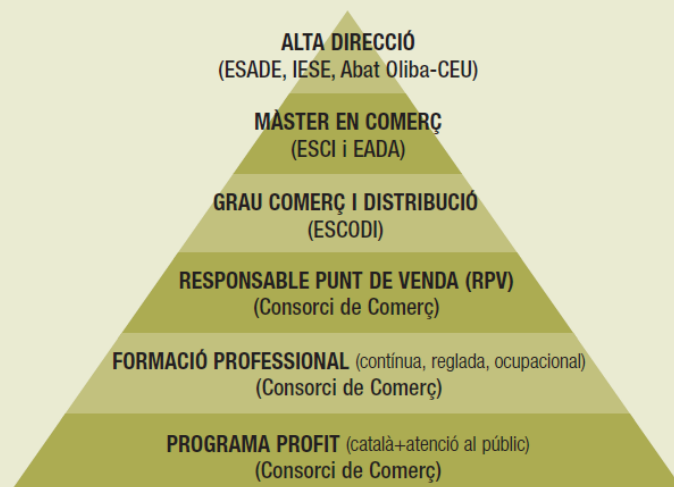 ALTA DIRECCIÓ
(ESADE, IESE, Abat Oliba-CEU)
MÀSTER EN COMERÇ
(ESCI i EADA)
GRAU COMERÇ I DISTRIBUCIÓ
(ESCODI)
RESPONSABLE PUNT DE VENDA (RPV)
(Consorci de Comerç)
FORMACIÓ PROFESSIONAL (contínua, reglada, ocupacional)
(Consorci de Comerç)
PROGRAMA PROFIT (català+atenció al públic)
(Consorci de Comerç)